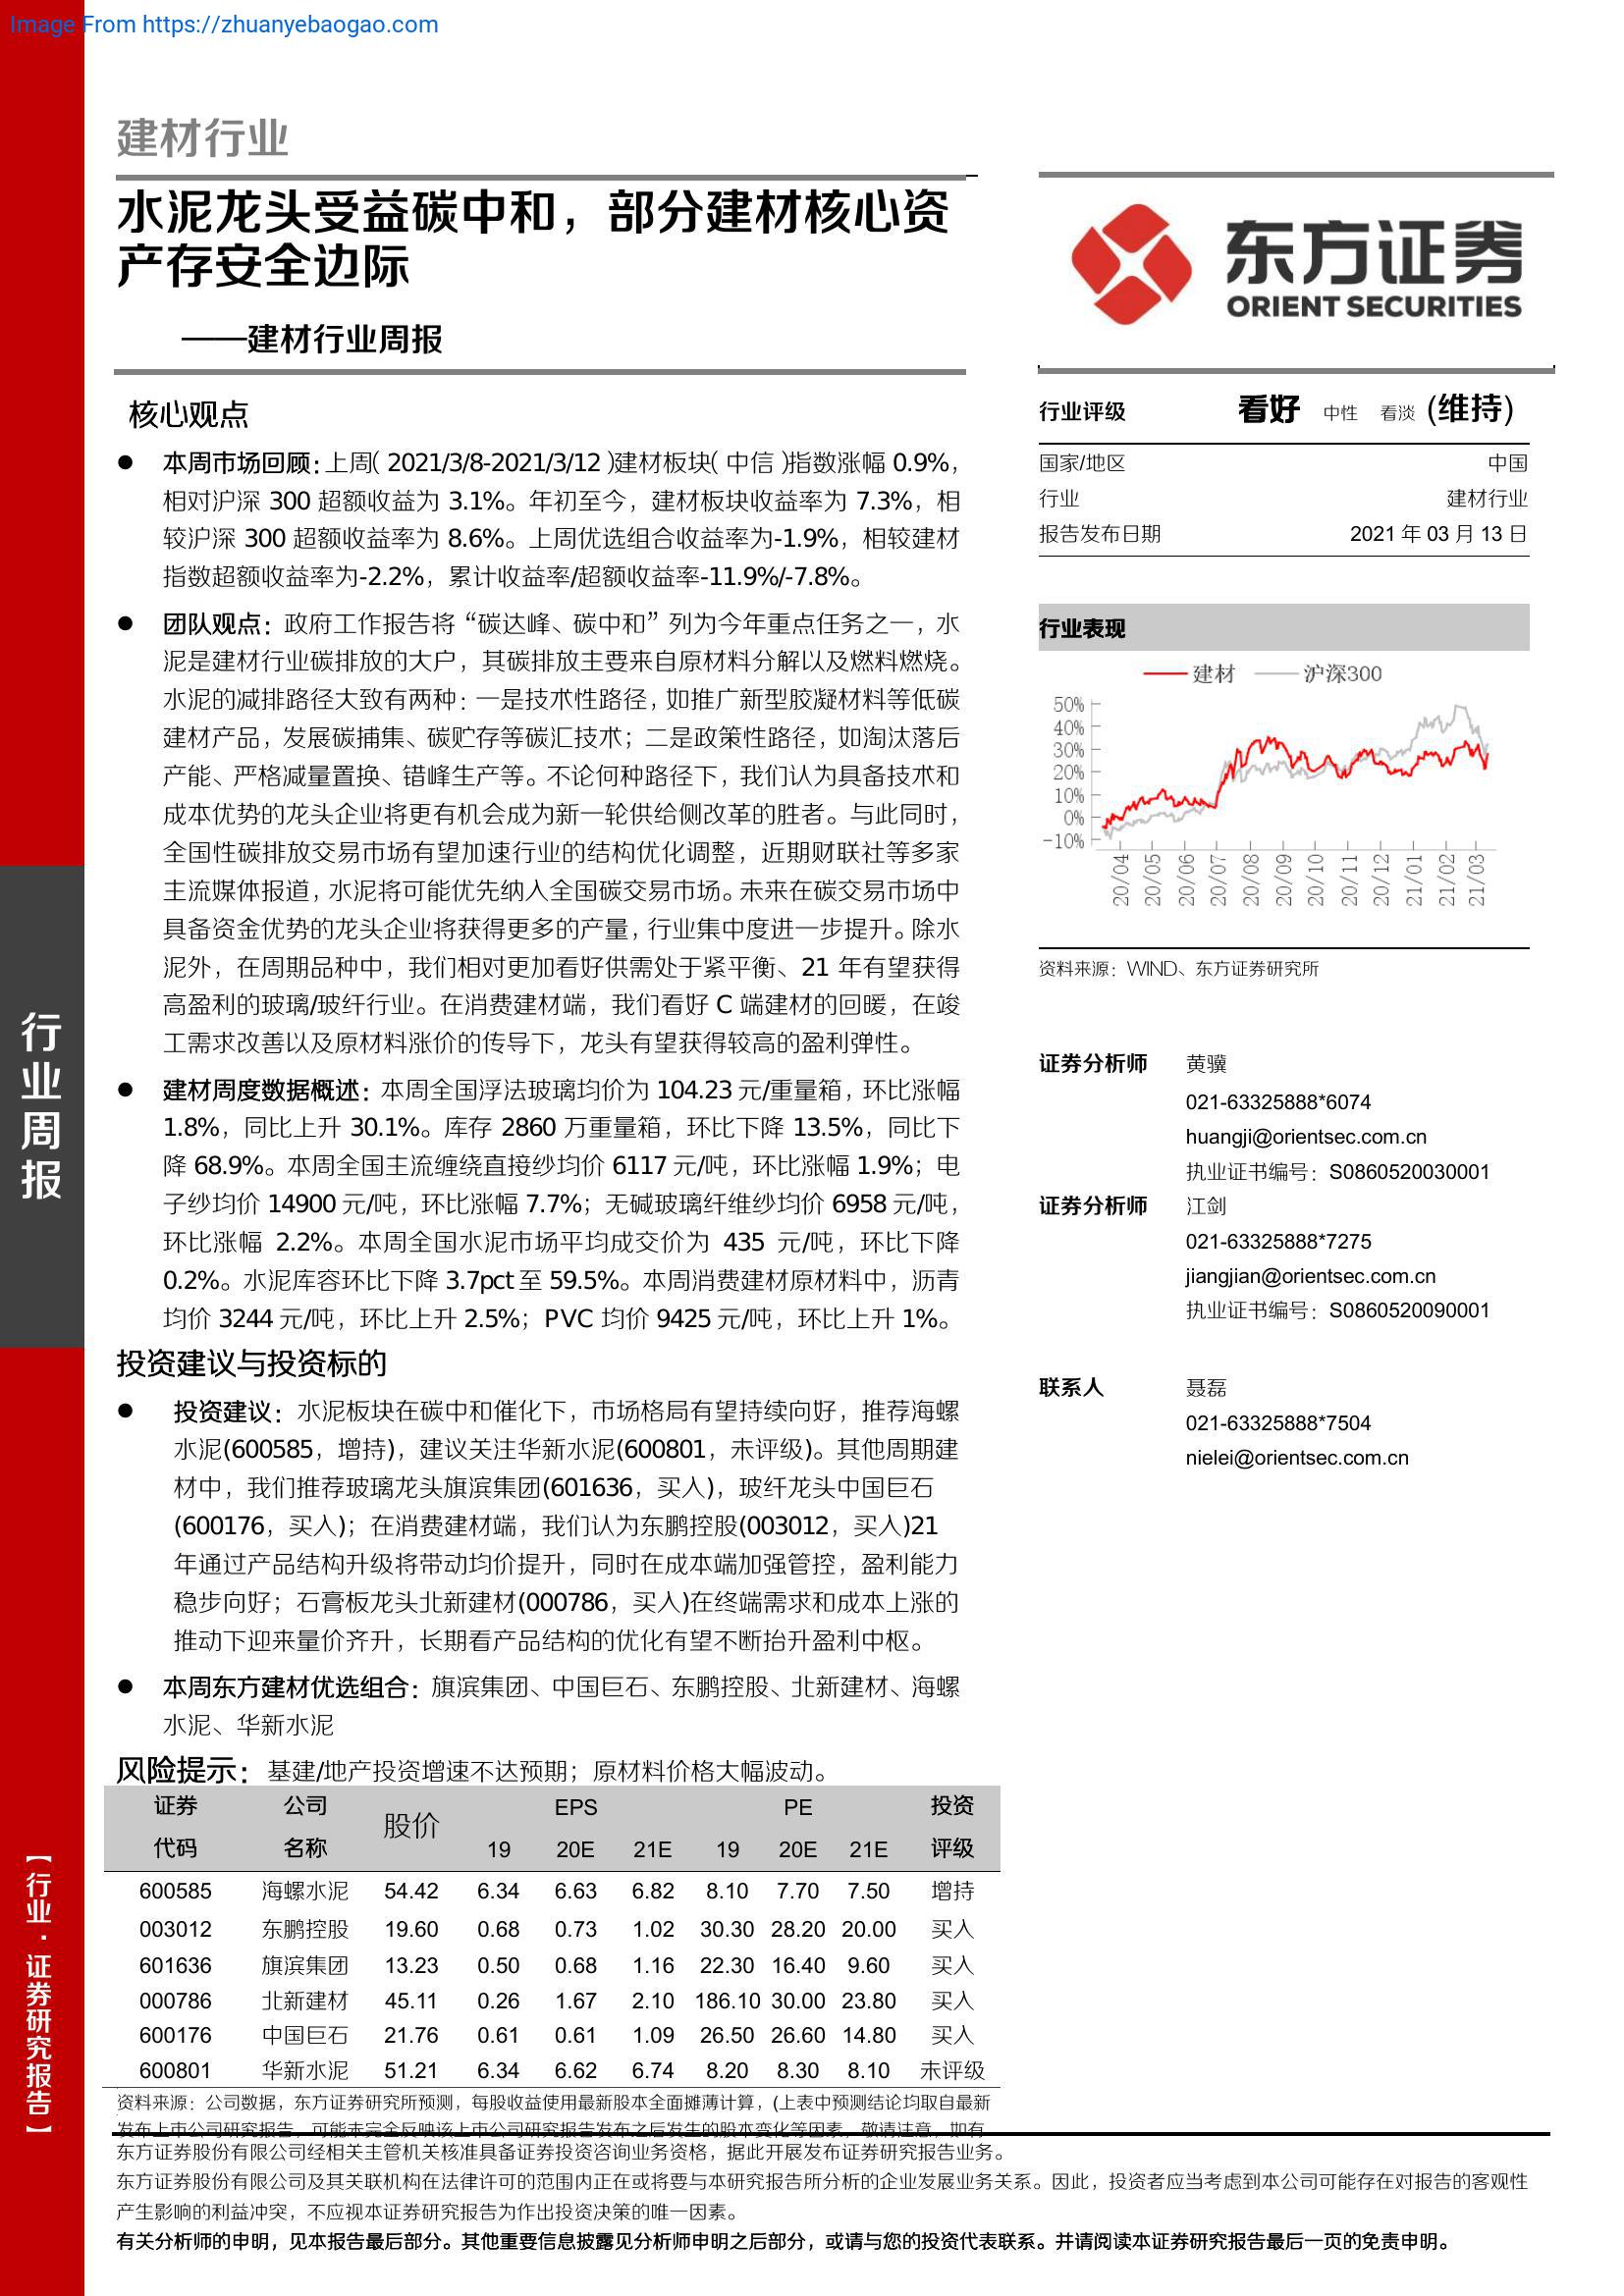 Image From https://zhuanyebaogao.com
建材行业
水泥龙头受益碳中和，部分建材核心资
产存安全边际
——建材行业周报
核心观点
● 本周市场回顾：上周（2021/3/8-2021/3/12）建材板块（中信）指数涨幅 0.9%，
相对沪深 300 超额收益为 3.1%。年初至今，建材板块收益率为 7.3%，相
较沪深 300 超额收益率为 8.6%。上周优选组合收益率为-1.9%，相较建材
指数超额收益率为-2.2%，累计收益率/超额收益率-11.9%/-7.8%。
● 团队观点：政府工作报告将“碳达峰、碳中和”列为今年重点任务之一，水
泥是建材行业碳排放的大户，其碳排放主要来自原材料分解以及燃料燃烧。
水泥的减排路径大致有两种：一是技术性路径，如推广新型胶凝材料等低碳
建材产品，发展碳捕集、碳贮存等碳汇技术；二是政策性路径，如淘汰落后
产能、严格减量置换、错峰生产等。不论何种路径下，我们认为具备技术和
成本优势的龙头企业将更有机会成为新一轮供给侧改革的胜者。与此同时，
全国性碳排放交易市场有望加速行业的结构优化调整，近期财联社等多家
主流媒体报道，水泥将可能优先纳入全国碳交易市场。未来在碳交易市场中
具备资金优势的龙头企业将获得更多的产量，行业集中度进一步提升。除水
泥外，在周期品种中，我们相对更加看好供需处于紧平衡、21 年有望获得
高盈利的玻璃/玻纤行业。在消费建材端，我们看好 C 端建材的回暖，在竣
工需求改善以及原材料涨价的传导下，龙头有望获得较高的盈利弹性。
● 建材周度数据概述：本周全国浮法玻璃均价为 104.23 元/重量箱，环比涨幅
1.8%，同比上升 30.1%。库存 2860 万重量箱，环比下降 13.5%，同比下
降 68.9%。本周全国主流缠绕直接纱均价 6117 元/吨，环比涨幅 1.9%；电
子纱均价 14900 元/吨，环比涨幅 7.7%；无碱玻璃纤维纱均价 6958 元/吨，
环比涨幅 2.2%。本周全国水泥市场平均成交价为 435 元/吨，环比下降
0.2%。水泥库容环比下降 3.7pct 至 59.5%。本周消费建材原材料中，沥青
均价 3244 元/吨，环比上升 2.5%；PVC 均价 9425 元/吨，环比上升 1%。
投资建议与投资标的
● 投资建议：水泥板块在碳中和催化下，市场格局有望持续向好，推荐海螺
水泥(600585，增持)，建议关注华新水泥(600801，未评级)。其他周期建
材中，我们推荐玻璃龙头旗滨集团(601636，买入)，玻纤龙头中国巨石
(600176，买入)；在消费建材端，我们认为东鹏控股(003012，买入)21
年通过产品结构升级将带动均价提升，同时在成本端加强管控，盈利能力
稳步向好；石膏板龙头北新建材(000786，买入)在终端需求和成本上涨的
推动下迎来量价齐升，长期看产品结构的优化有望不断抬升盈利中枢。
● 本周东方建材优选组合：旗滨集团、中国巨石、东鹏控股、北新建材、海螺
水泥、华新水泥
风险提示：基建/地产投资增速不达预期；原材料价格大幅波动。
证券 公司 股价 EPS PE 投资
代码 名称 19 20E 21E 19 20E 21E 评级
600585 海螺水泥 54.42 6.34 6.63 6.82 8.10 7.70 7.50 增持
003012 东鹏控股 19.60 0.68 0.73 1.02 30.30 28.20 20.00 买入
601636 旗滨集团 13.23 0.50 0.68 1.16 22.30 16.40 9.60 买入
000786 北新建材 45.11 0.26 1.67 2.10 186.10 30.00 23.80 买入
600176 中国巨石 21.76 0.61 0.61 1.09 26.50 26.60 14.80 买入
600801 华新水泥 51.21 6.34 6.62 6.74 8.20 8.30 8.10 未评级
资料来源：公司数据，东方证券研究所预测，每股收益使用最新股本全面摊薄计算，(上表中预测结论均取自最新
发布上市公司研究报告，可能未完全反映该上市公司研究报告发布之后发生的股本变化等因素，敬请注意，如有
东方证券
ORIENT SECURITIES
行业评级 看好 中性 看淡 (维持)
国家/地区 中国
行业 建材行业
报告发布日期 2021 年 03 月 13 日
行业表现
建材 沪深300
50%
40%
30%
20%
10%
0%
-10%
20/04 20/05 20/06 20/07 20/08 20/09 20/10 20/11 20/12 21/01 21/02 21/03
资料来源：WIND、东方证券研究所
证券分析师 黄骥
021-63325888*6074
huangji@orientsec.com.cn
执业证书编号：S0860520030001
证券分析师 江剑
021-63325888*7275
jiangjian@orientsec.com.cn
执业证书编号：S0860520090001
联系人 聂磊
021-63325888*7504
nielei@orientsec.com.cn
行业周报
【行业·证券研究报告】
东方证券股份有限公司经相关主管机关核准具备证券投资咨询业务资格，据此开展发布证券研究报告业务。
东方证券股份有限公司及其关联机构在法律许可的范围内正在或将要与本研究报告所分析的企业发展业务关系。因此，投资者应当考虑到本公司可能存在对报告的客观性
产生影响的利益冲突，不应视本证券研究报告为作出投资决策的唯一因素。
有关分析师的申明，见本报告最后部分。其他重要信息披露见分析师申明之后部分，或请与您的投资代表联系。并请阅读本证券研究报告最后一页的免责申明。